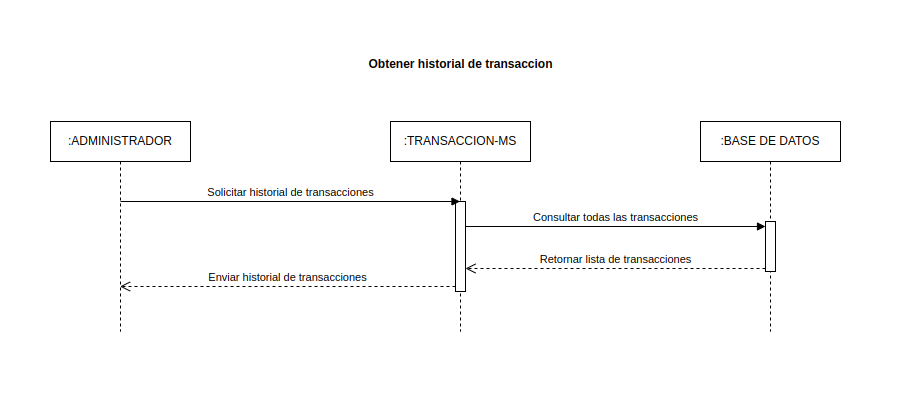 Obtener historial de transaccion
:ADMINISTRADOR
:TRANSACCION-MS
:BASE DE DATOS
Solicitar historial de transacciones
Consultar todas las transacciones
Retornar lista de transacciones
Enviar historial de transacciones